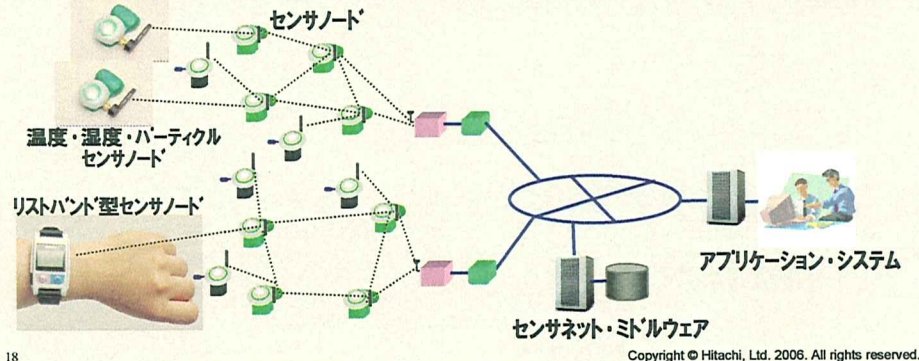 センサノード
温度・湿度・パーティクル
センサノード
リストバンド型センサノード
アプリケーション・システム
センサネット・ミドルウェア
18
Copyright © Hitachi, Ltd. 2006. All rights reserved.